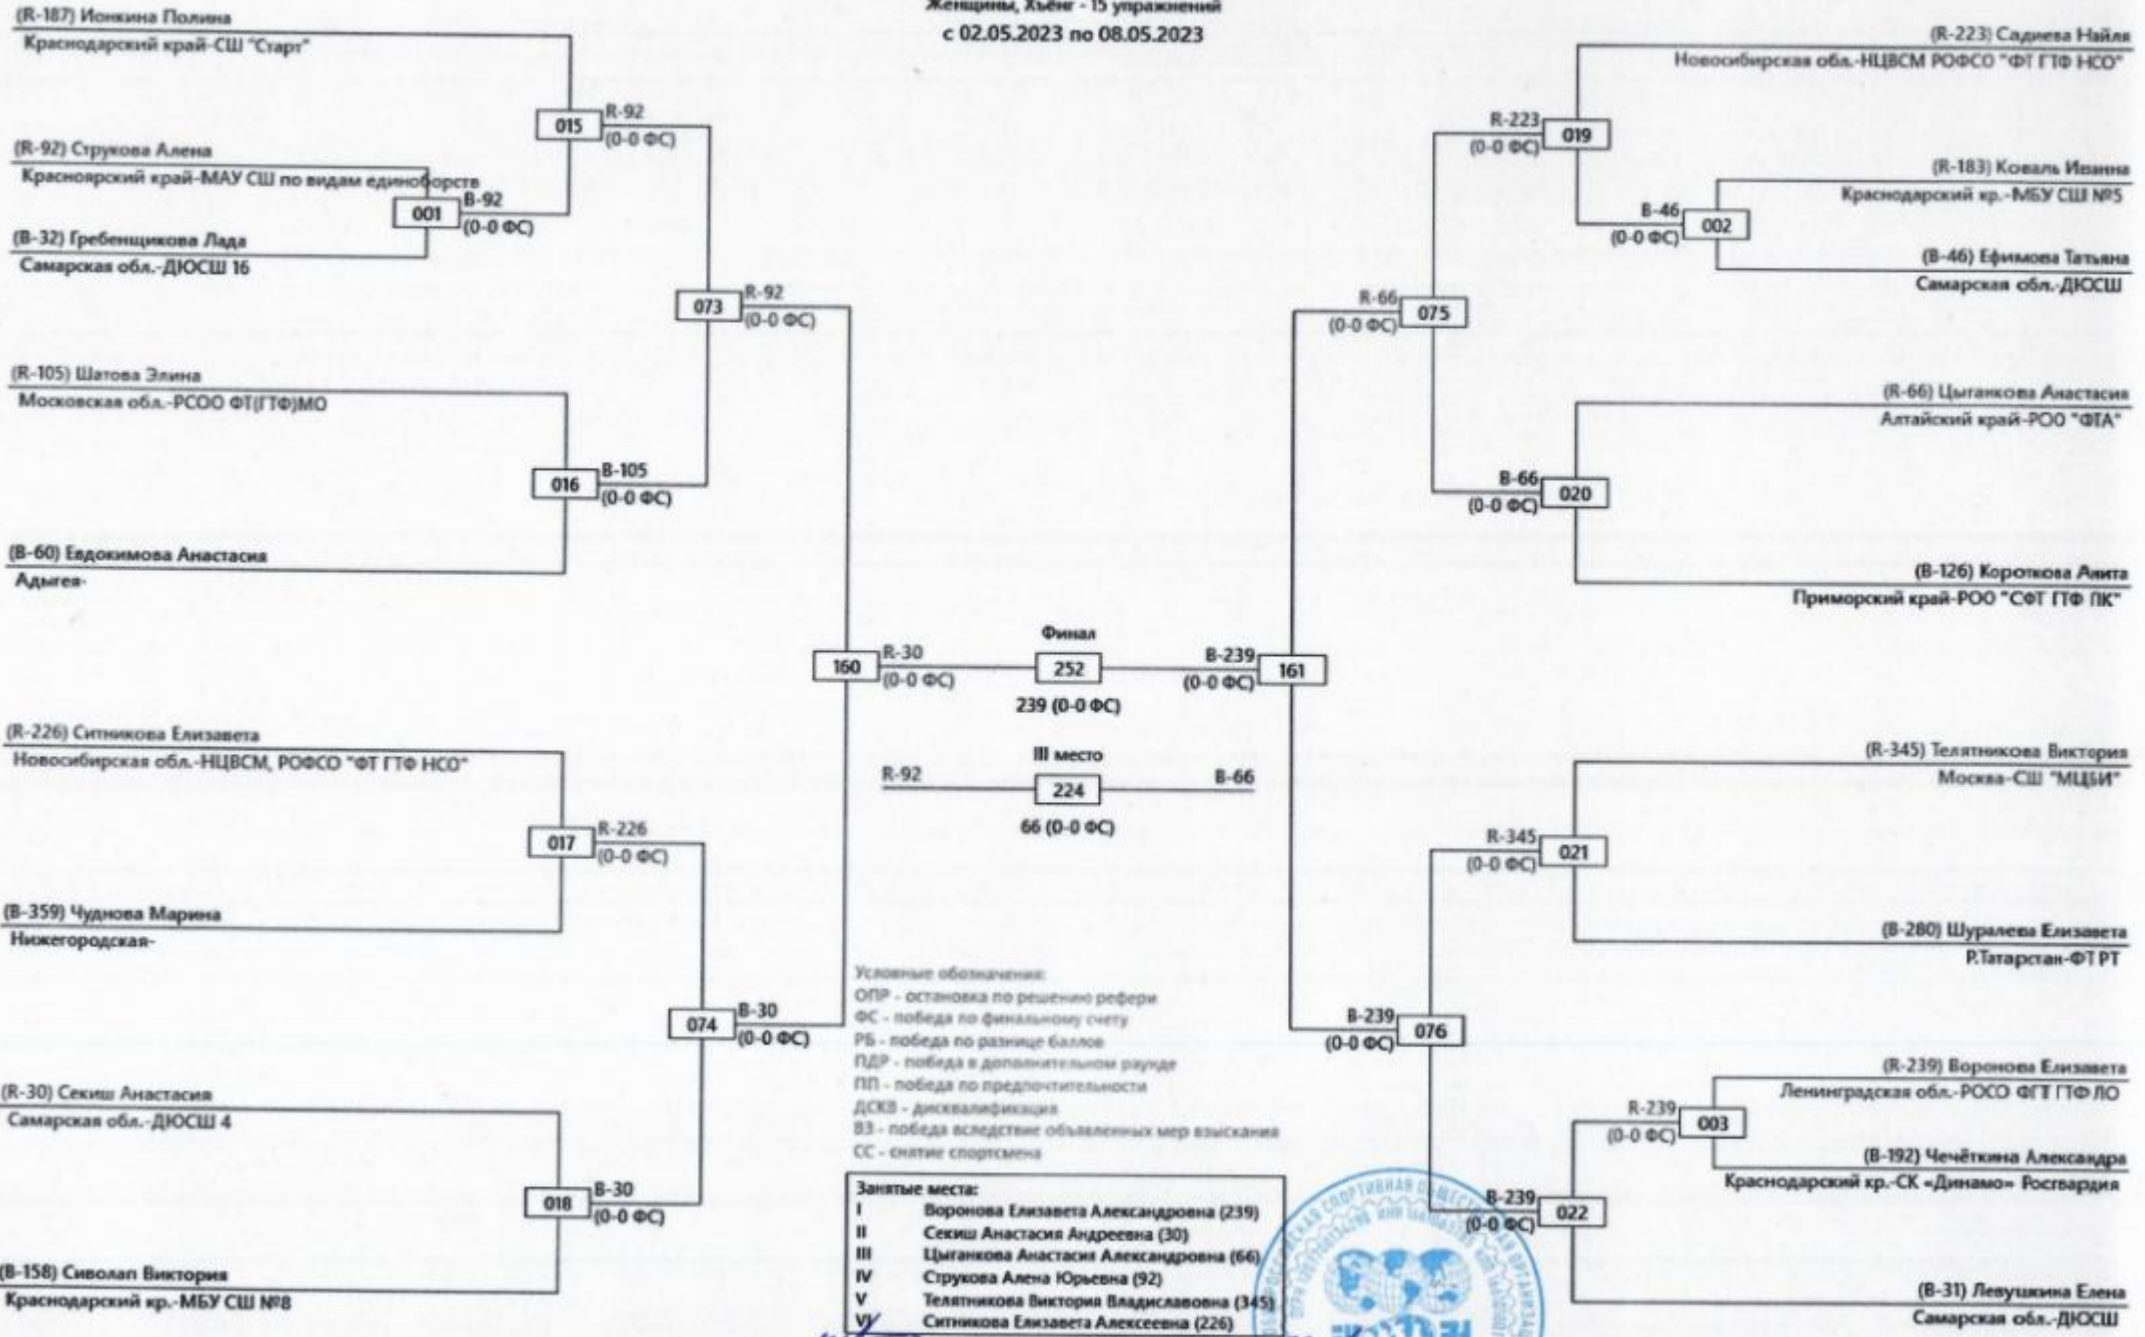 Женщины, Хъёнг - 15 упражнений
с 02.05.2023 по 08.05.2023
(R-187) Ионкина Полина
Краснодарский край-СШ "Старт"
015
R-92
(0-0 ФС)
(R-92) Струкова Алена
Красноярский край-МАУ СШ по видам единоборств
001
B-92
(0-0 ФС)
(B-32) Гребенщикова Лада
Самарская обл.-ДЮСШ 16
073
R-92
(0-0 ФС)
(R-105) Шатова Элина
Московская обл.-РСОО ФТ(ГТФ)МО
016
B-105
(0-0 ФС)
(B-60) Евдокимова Анастасия
Адыгея-
160
R-30
(0-0 ФС)
(R-226) Ситникова Елизавета
Новосибирская обл.-НЦВСМ, РОФСО "ФТ ГТФ НСО"
017
R-226
(0-0 ФС)
(B-359) Чуднова Марина
Нижегородская-
074
B-30
(0-0 ФС)
(R-30) Секиш Анастасия
Самарская обл.-ДЮСШ 4
018
B-30
(0-0 ФС)
(B-158) Сиволап Виктория
Краснодарский кр.-МБУ СШ №8
Финал
252
239 (0-0 ФС)
III место
R-92
224
B-66
66 (0-0 ФС)
(R-223) Садиева Найля
Новосибирская обл.-НЦВСМ РОФСО "ФТ ГТФ НСО"
R-223
019
(0-0 ФС)
(R-183) Коваль Иванна
Краснодарский кр.-МБУ СШ №5
B-46
002
(0-0 ФС)
(B-46) Ефимова Татьяна
Самарская обл.-ДЮСШ
R-66
075
(0-0 ФС)
(R-66) Цыганкова Анастасия
Алтайский край-РОО "ФТА"
B-66
020
(0-0 ФС)
(B-126) Короткова Анита
Приморский край-РОО "СФТ ГТФ ПК"
B-239
161
(0-0 ФС)
(R-345) Телятникова Виктория
Москва-СШ "МЦБИ"
R-345
021
(0-0 ФС)
(B-280) Шуралева Елизавета
Р.Татарстан-ФТ РТ
B-239
076
(0-0 ФС)
(R-239) Воронова Елизавета
Ленинградская обл.-РОСО ФГТ ГТФ ЛО
R-239
003
(0-0 ФС)
(B-192) Чечёткина Александра
Краснодарский кр.-СК «Динамо» Росгвардия
B-239
022
(0-0 ФС)
(B-31) Левушкина Елена
Самарская обл.-ДЮСШ
Условные обозначения:
ОПР - остановка по решению рефери
ФС - победа по финальному счету
РБ - победа по разнице баллов
ПДР - победа в дополнительном раунде
ПП - победа по предпочтительности
ДСКВ - дисквалификация
ВЗ - победа вследствие объявленных мер взыскания
СС - снятие спортсмена
Занятые места:
I Воронова Елизавета Александровна (239)
II Секиш Анастасия Андреевна (30)
III Цыганкова Анастасия Александровна (66)
IV Струкова Алена Юрьевна (92)
V Телятникова Виктория Владиславовна (345)
VI Ситникова Елизавета Алексеевна (226)